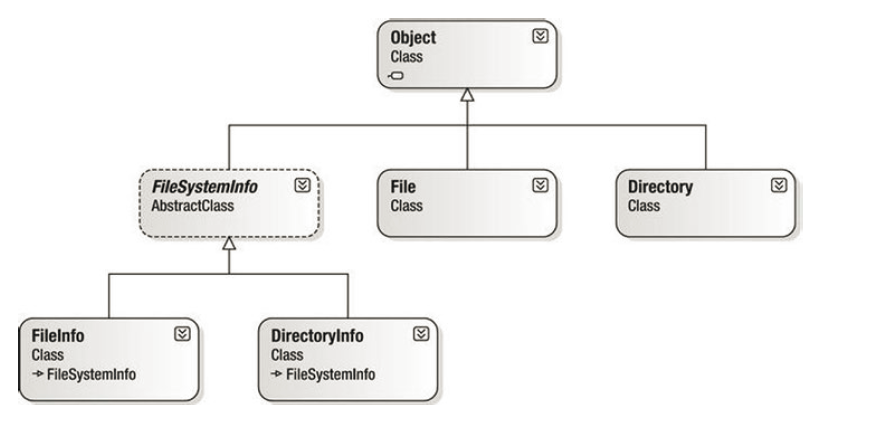 Object
Class
FileSystemInfo
AbstractClass
File
Class
Directory
Class
FileInfo
Class
FileSystemInfo
DirectoryInfo
Class
FileSystemInfo